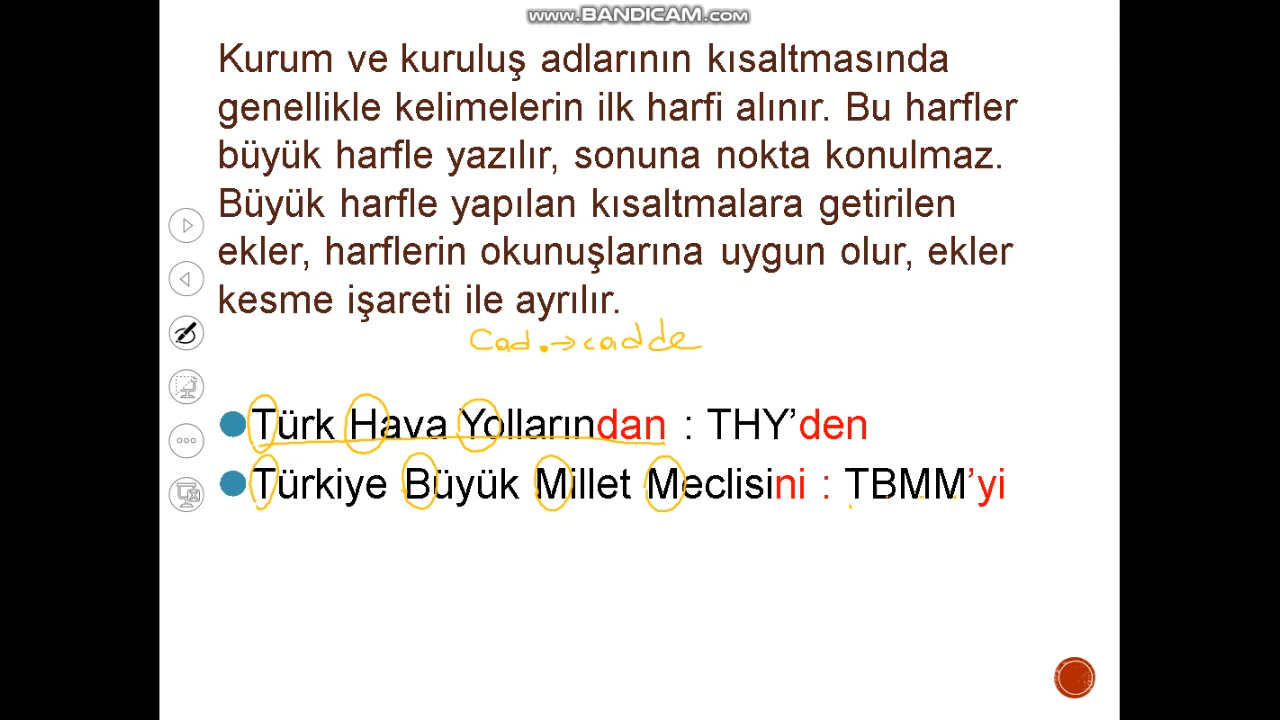 www.BANDICAM.com
Kurum ve kuruluş adlarının kısaltmasında
genellikle kelimelerin ilk harfi alınır. Bu harfler
büyük harfle yazılır, sonuna nokta konulmaz.
Büyük harfle yapılan kısaltmalara getirilen
ekler, harflerin okunuşlarına uygun olur, ekler
kesme işareti ile ayrılır.
Cad. → cadde
Türk Hava Yollarından : THY’den
Türkiye Büyük Millet Meclisini : TBMM’yi